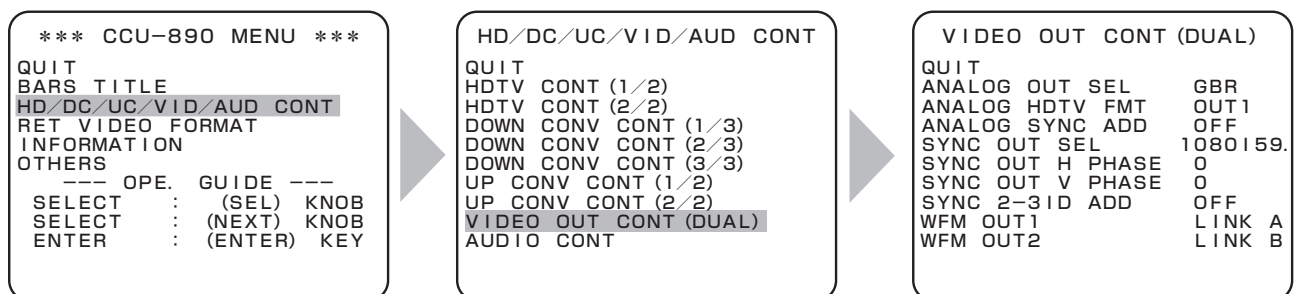 *** CCU-890 MENU ***
QUIT
BARS TITLE
HD/DC/UC/VID/AUD CONT
RET VIDEO FORMAT
INFORMATION
OTHERS
--- OPE. GUIDE ---
SELECT : (SEL) KNOB
SELECT : (NEXT) KNOB
ENTER : (ENTER) KEY
HD/DC/UC/VID/AUD CONT
QUIT
HDTV CONT (1/2)
HDTV CONT (2/2)
DOWN CONV CONT (1/3)
DOWN CONV CONT (2/3)
DOWN CONV CONT (3/3)
UP CONV CONT (1/2)
UP CONV CONT (2/2)
VIDEO OUT CONT (DUAL)
AUDIO CONT
VIDEO OUT CONT (DUAL)
QUIT
ANALOG OUT SEL GBR
ANALOG HDTV FMT OUT1
ANALOG SYNC ADD OFF
SYNC OUT SEL 1080I59.
SYNC OUT H PHASE 0
SYNC OUT V PHASE 0
SYNC 2-3ID ADD OFF
WFM OUT1 LINK A
WFM OUT2 LINK B